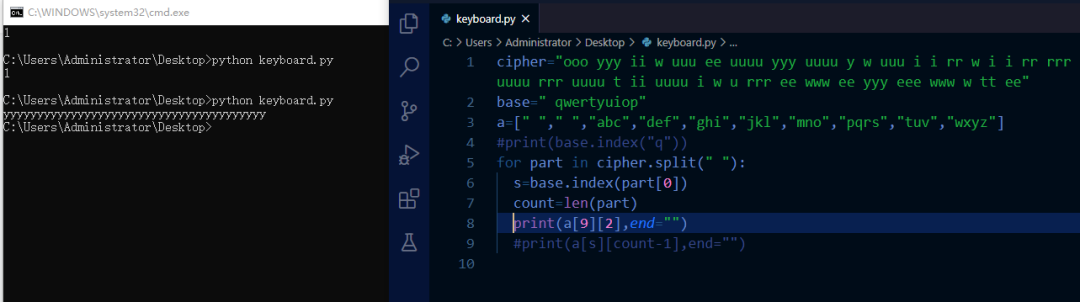 C:\WINDOWS\system32\cmd.exe
1
C:\Users\Administrator\Desktop>python keyboard.py
1
C:\Users\Administrator\Desktop>python keyboard.py
yyyyyyyyyyyyyyyyyyyyyyyyyyyyyyyyyyyyyyy
C:\Users\Administrator\Desktop>
keyboard.py ×
C: > Users > Administrator > Desktop > keyboard.py > ...
1 cipher="ooo yyy ii w uuu ee uuuu yyy uuuu y w uuu i i rr w i i rr rrr
uuuu rrr uuuu t ii uuuu i w u rrr ee www ee yyy eee www w tt ee"
2 base=" qwertyuiop"
3 a=[" "," ","abc","def","ghi","jkl","mno","pqrs","tuv","wxyz"]
4 #print(base.index("q"))
5 for part in cipher.split(" "):
6 s=base.index(part[0])
7 count=len(part)
8 print(a[9][2],end="")
9 #print(a[s][count-1],end="")
10